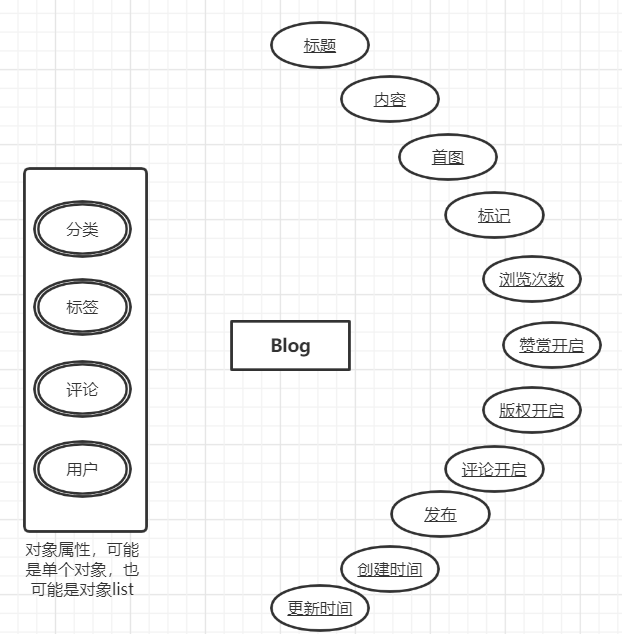 标题
内容
首图
标记
分类
浏览次数
标签
Blog
赞赏开启
评论
版权开启
用户
评论开启
发布
对象属性，可能
是单个对象，也
可能是对象list
创建时间
更新时间